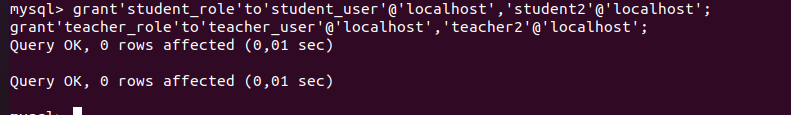 mysql> grant'student_role'to'student_user'@'localhost','student2'@'localhost';
grant'teacher_role'to'teacher_user'@'localhost','teacher2'@'localhost';
Query OK, 0 rows affected (0,01 sec)
Query OK, 0 rows affected (0,01 sec)
mysql>